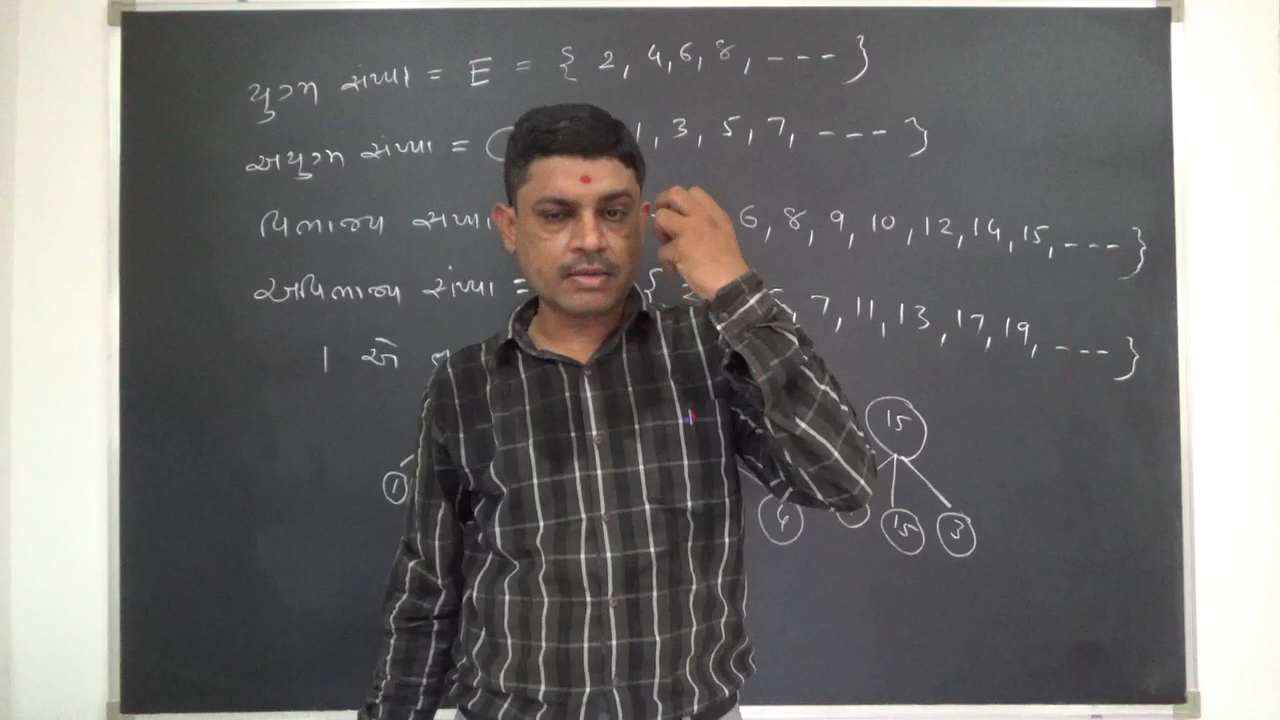 યુગ્મ સંખ્યા = E = { 2, 4, 6, 8, ---- }
અયુગ્મ સંખ્યા = 1, 3, 5, 7, ---- }
વિભાજ્ય સંખ્યા 6, 8, 9, 10, 12, 14, 15, ---- }
અવિભાજ્ય સંખ્યા = { 7, 11, 13, 17, 19, ---- }
1 એ
15
1 15 3